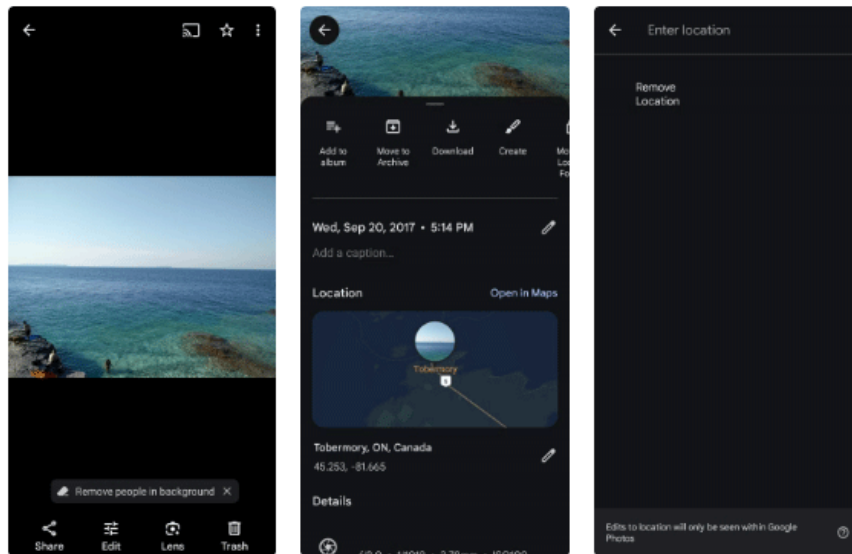 Remove people in background
Share
Edit
Lens
Trash
Add to
album
Move to
Archive
Download
Create
Wed, Sep 20, 2017 • 5:14 PM
Add a caption...
Location
Open in Maps
Tobermory
6
Tobermory, ON, Canada
45.253, -81.665
Details
Enter location
Remove
Location
Edits to location will only be seen within Google
Photos